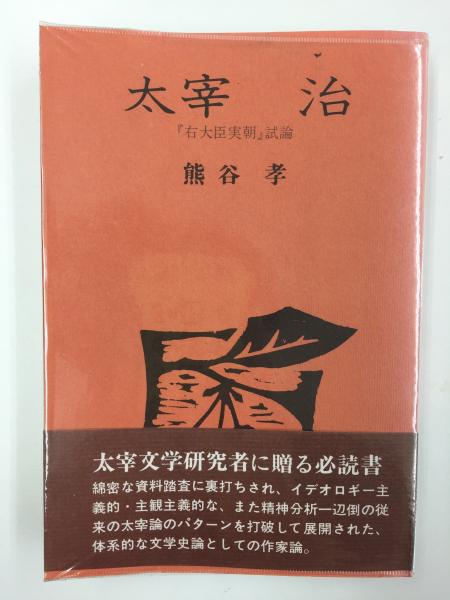 太宰 治
『右大臣実朝』試論
熊谷 孝
太宰文学研究者に贈る必読書
綿密な資料踏査に裏打ちされ、イデオロギー主
義的・主観主義的な、また精神分析一辺倒の従
来の太宰論のパターンを打破して展開された、
体系的な文学史論としての作家論。